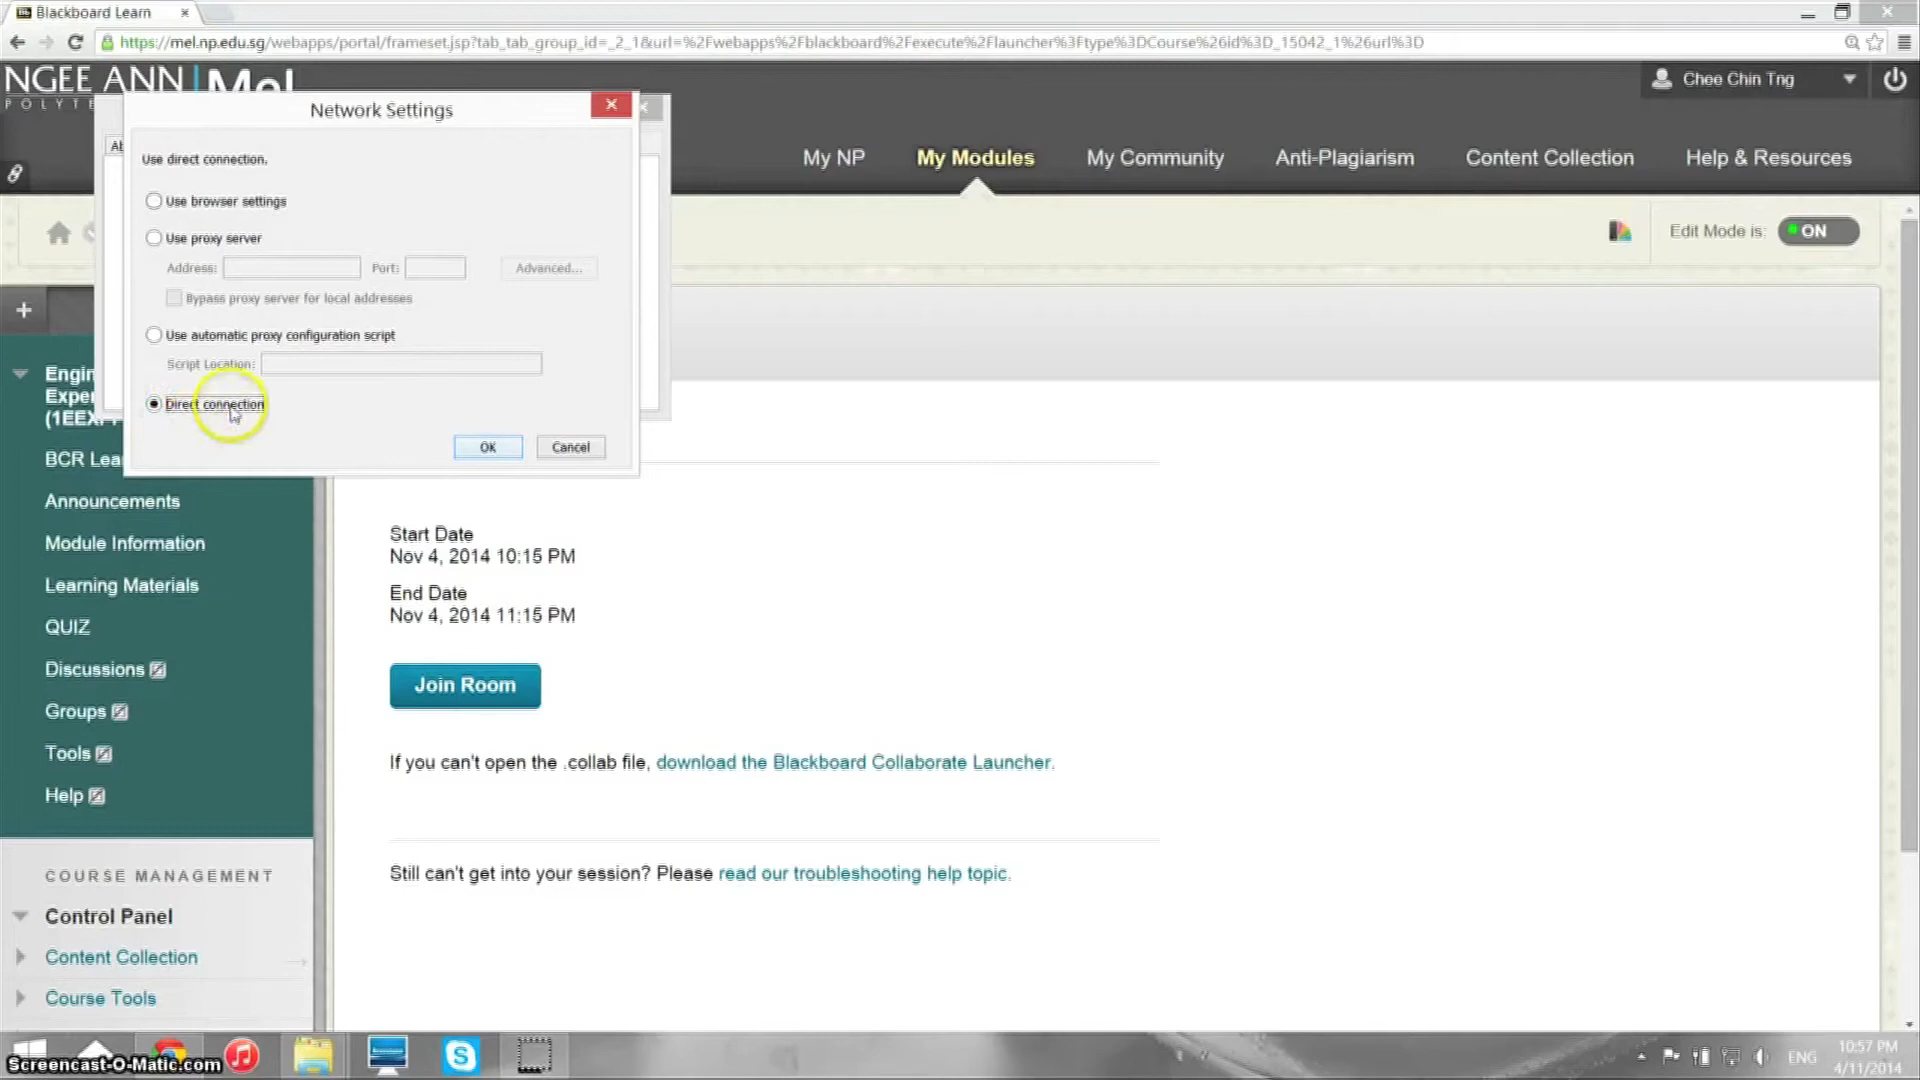 Blackboard Learn
https://mel.np.edu.sg/webapps/portal/frameset.jsp?tab_tab_group_id=_2_1&url=%2Fwebapps%2Fblackboard%2Fexecute%2Flauncher%3Ftype%3DCourse%26id%3D_15042_1%26url%3D
NGEE ANN Mel
POLYTE
Chee Chin Tng
My NP
My Modules
My Community
Anti-Plagiarism
Content Collection
Help & Resources
Edit Mode is: ON
Network Settings
Use direct connection.
Use browser settings
Use proxy server
Address: Port: Advanced...
Bypass proxy server for local addresses
Use automatic proxy configuration script
Script Location:
Direct connection
OK Cancel
Engin
Exper
(1EEX
BCR Lea
Announcements
Module Information
Learning Materials
QUIZ
Discussions
Groups
Tools
Help
COURSE MANAGEMENT
Control Panel
Content Collection
Course Tools
Start Date
Nov 4, 2014 10:15 PM
End Date
Nov 4, 2014 11:15 PM
Join Room
If you can't open the .collab file, download the Blackboard Collaborate Launcher.
Still can't get into your session? Please read our troubleshooting help topic.
Screencast-O-Matic.com
ENG
10:57 PM
4/11/2014